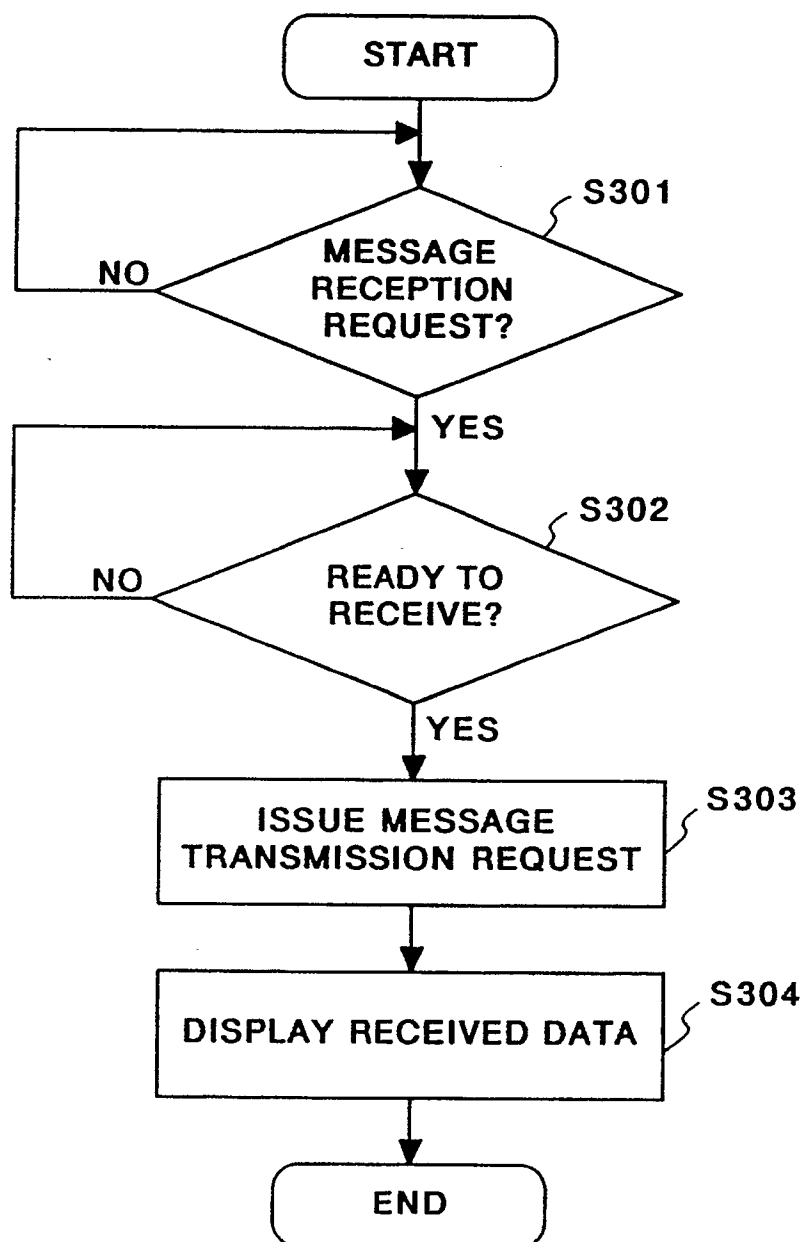 START
S301
MESSAGE
RECEPTION
REQUEST?
NO
YES
S302
READY TO
RECEIVE?
NO
YES
S303
ISSUE MESSAGE
TRANSMISSION REQUEST
S304
DISPLAY RECEIVED DATA
END